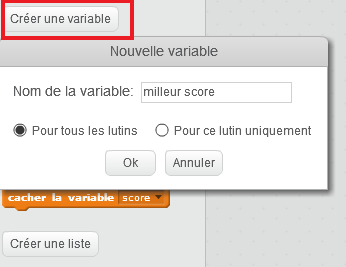 Créer une variable
Nouvelle variable
Nom de la variable: milleur score
Pour tous les lutins Pour ce lutin uniquement
Ok Annuler
cacher la variable score
Créer une liste